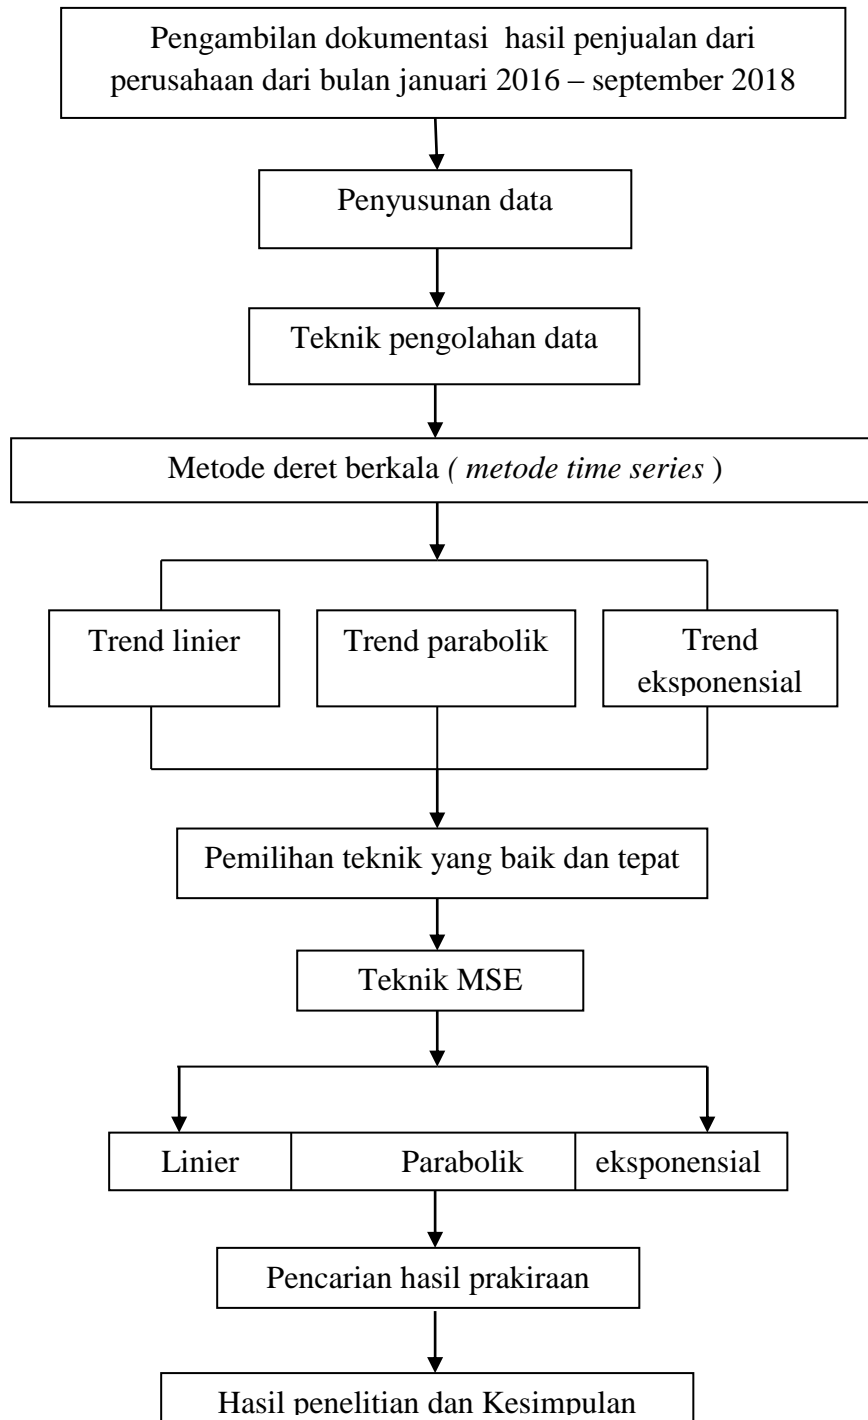 Pengambilan dokumentasi hasil penjualan dari
perusahaan dari bulan januari 2016 – september 2018
Penyusunan data
Teknik pengolahan data
Metode deret berkala ( metode time series )
Trend linier
Trend parabolik
Trend
eksponensial
Pemilihan teknik yang baik dan tepat
Teknik MSE
Linier
Parabolik
eksponensial
Pencarian hasil prakiraan
Hasil penelitian dan Kesimpulan